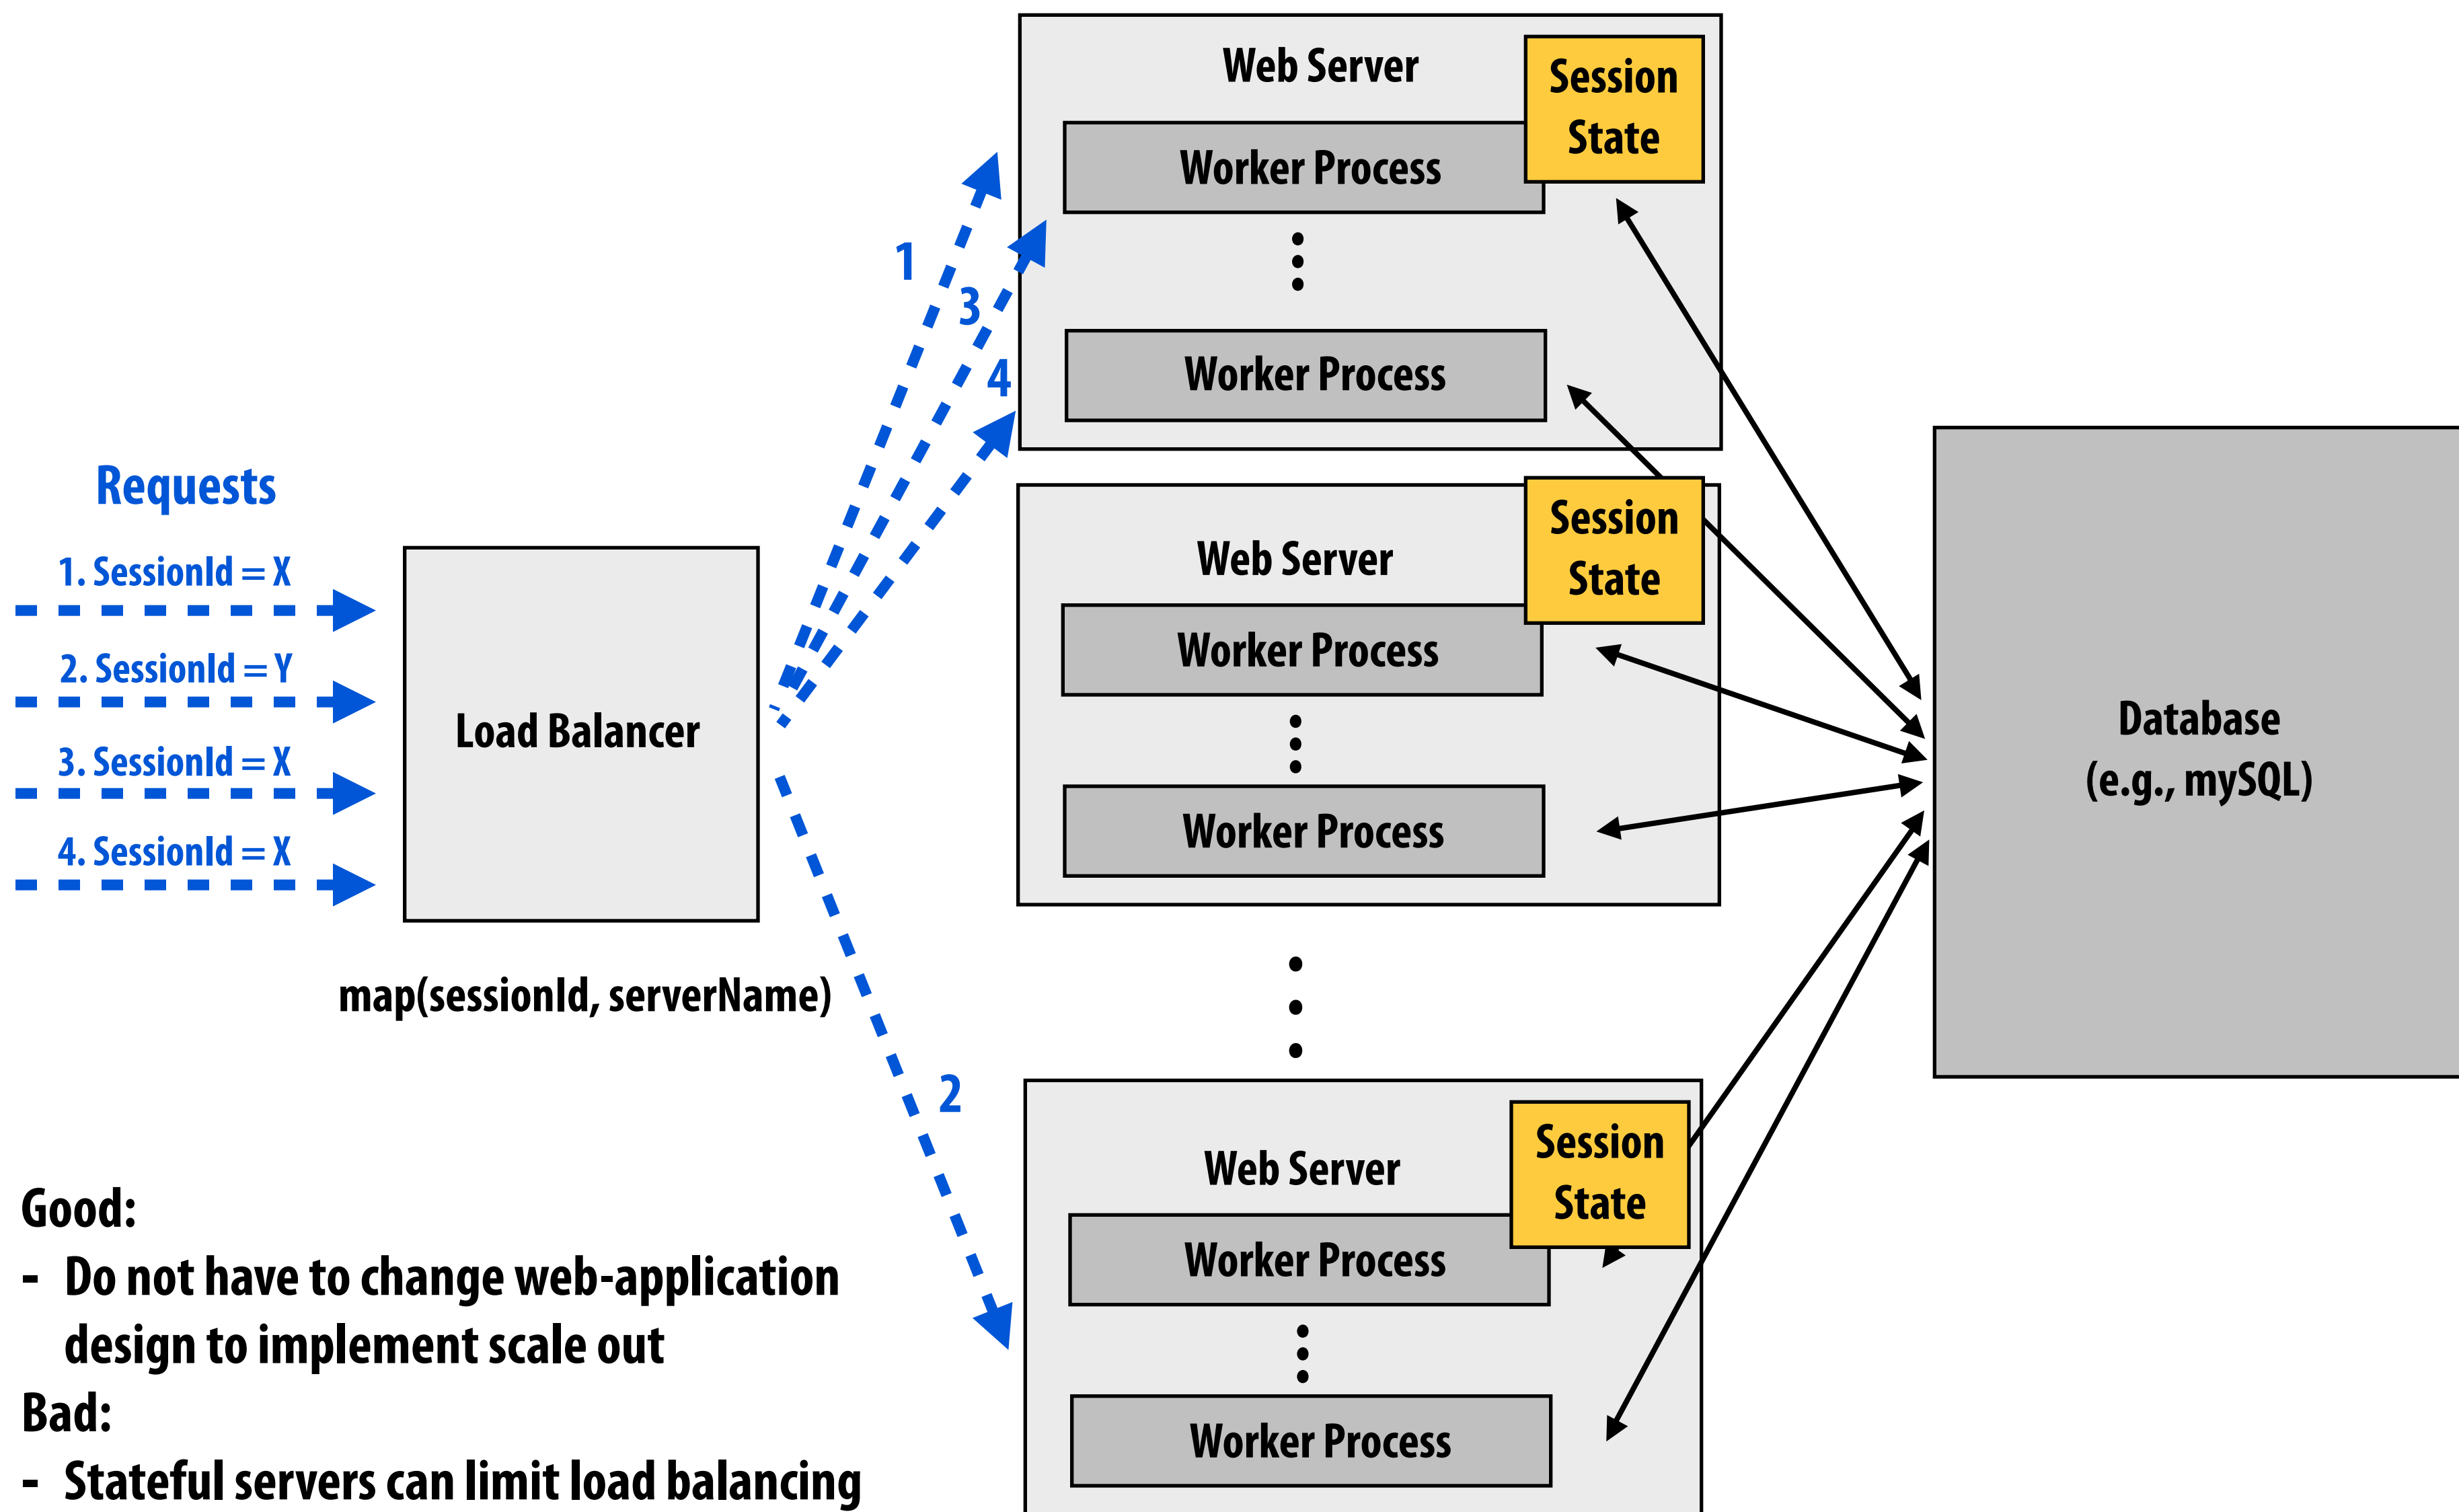 Requests
1. SessionId = X
2. SessionId = Y
3. SessionId = X
4. SessionId = X
Load Balancer
map(sessionId, serverName)
1
3
4
2
Web Server
Session
State
Worker Process
Worker Process
Web Server
Session
State
Worker Process
Worker Process
Web Server
Session
State
Worker Process
Worker Process
Database
(e.g., mySQL)
Good:
- Do not have to change web-application
design to implement scale out
Bad:
- Stateful servers can limit load balancing